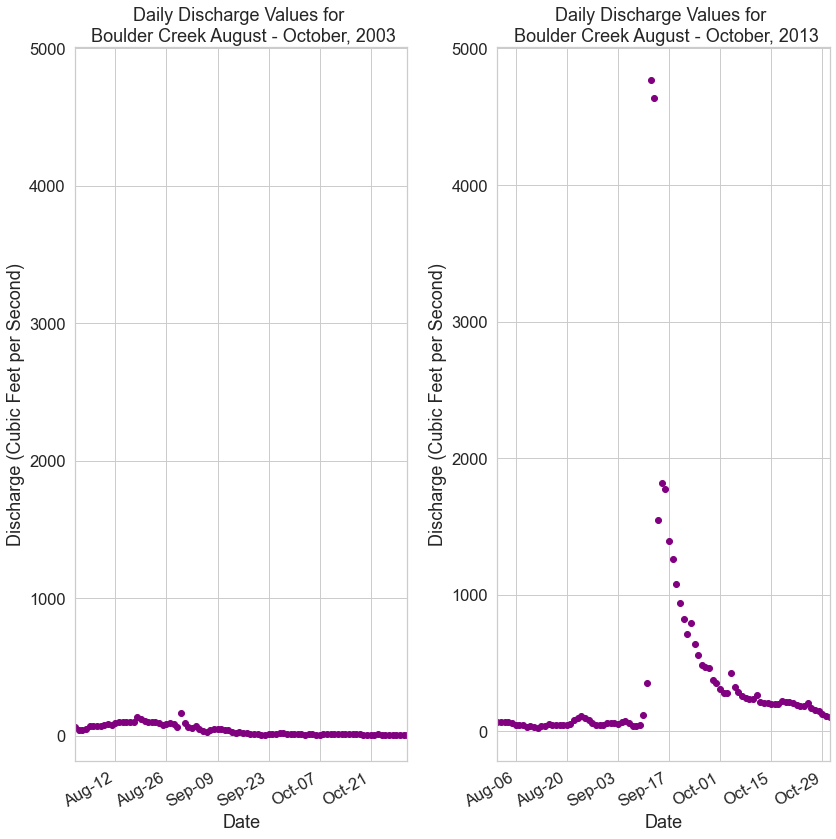 Daily Discharge Values for
Boulder Creek August - October, 2003
5000
4000
3000
2000
1000
0
Discharge (Cubic Feet per Second)
Aug-12
Aug-26
Sep-09
Sep-23
Oct-07
Oct-21
Date
Daily Discharge Values for
Boulder Creek August - October, 2013
5000
4000
3000
2000
1000
0
Discharge (Cubic Feet per Second)
Aug-06
Aug-20
Sep-03
Sep-17
Oct-01
Oct-15
Oct-29
Date